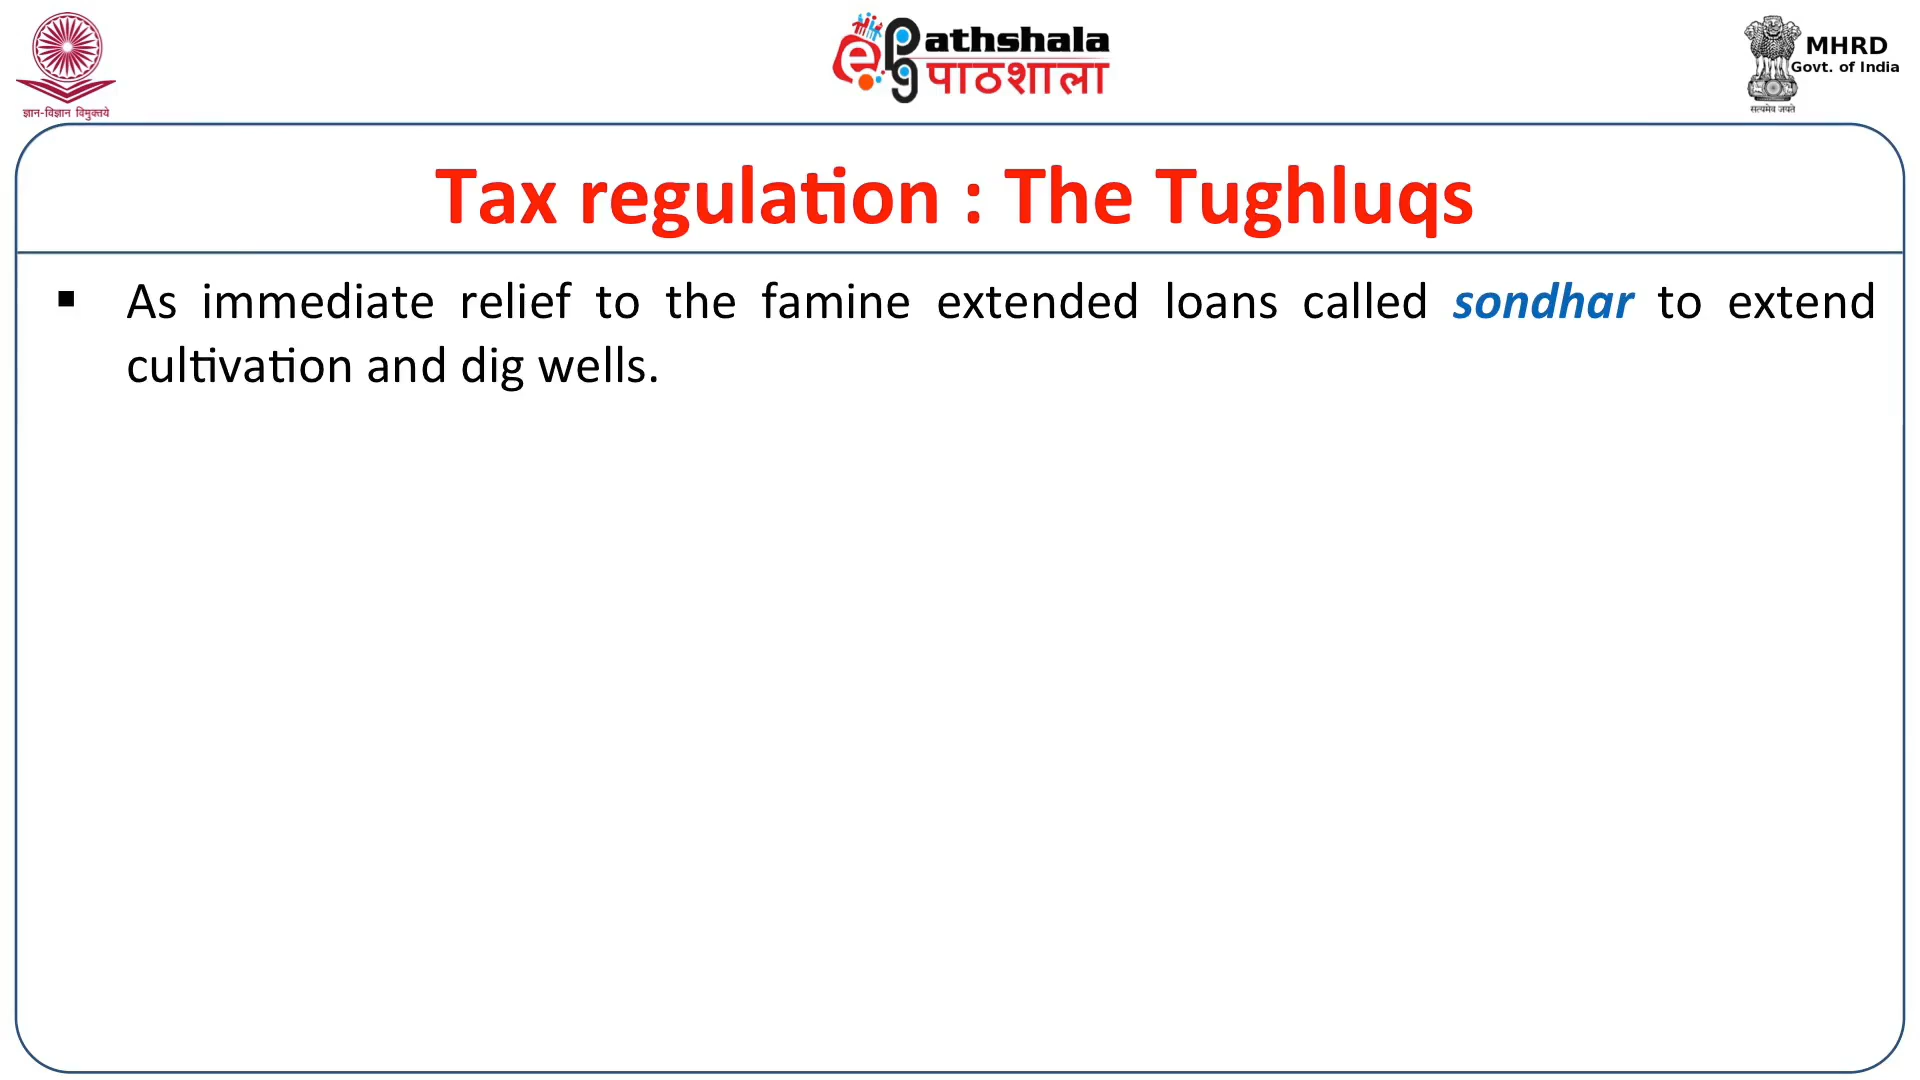 ज्ञान-विज्ञान विमुक्तये
ePg Pathshala
पाठशाला
MHRD
Govt. of India
सत्यमेव जयते
Tax regulation : The Tughluqs
▪ As immediate relief to the famine extended loans called sondhar to extend
cultivation and dig wells.